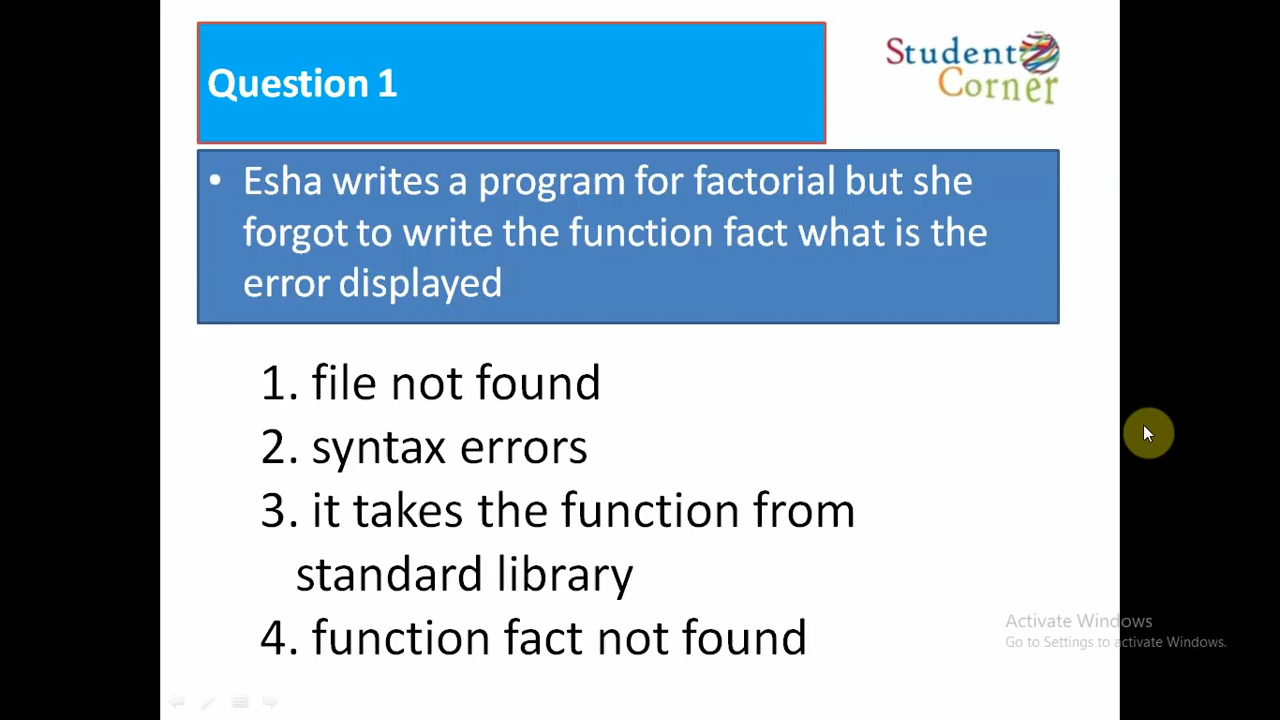 Question 1
Student
Corner
• Esha writes a program for factorial but she
forgot to write the function fact what is the
error displayed
1. file not found
2. syntax errors
3. it takes the function from
standard library
4. function fact not found
Activate Windows
Go to Settings to activate Windows.